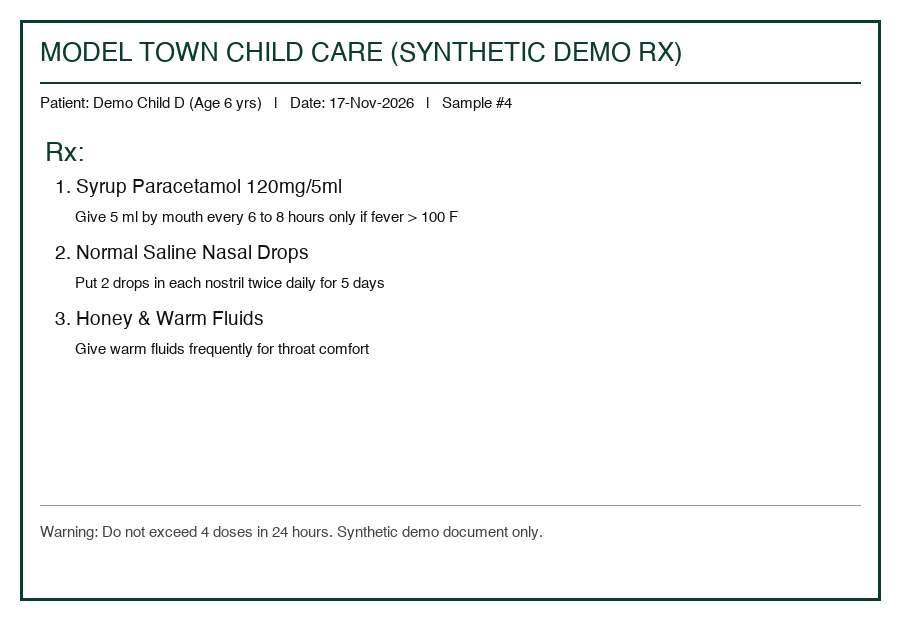 MODEL TOWN CHILD CARE (SYNTHETIC DEMO RX)
Patient: Demo Child D (Age 6 yrs) | Date: 17-Nov-2026 | Sample #4
Rx:
1. Syrup Paracetamol 120mg/5ml
Give 5 ml by mouth every 6 to 8 hours only if fever > 100 F
2. Normal Saline Nasal Drops
Put 2 drops in each nostril twice daily for 5 days
3. Honey & Warm Fluids
Give warm fluids frequently for throat comfort
Warning: Do not exceed 4 doses in 24 hours. Synthetic demo document only.